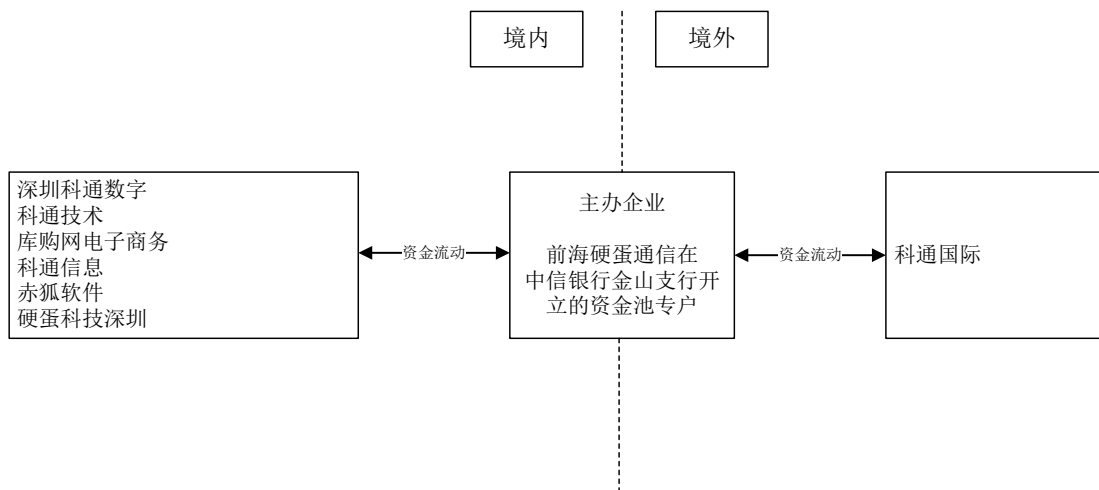 境内
境外
深圳科通数字
科通技术
库购网电子商务
科通信息
赤狐软件
硬蛋科技深圳
资金流动
主办企业
前海硬蛋通信在
中信银行金山支行开
立的资金池专户
资金流动
科通国际